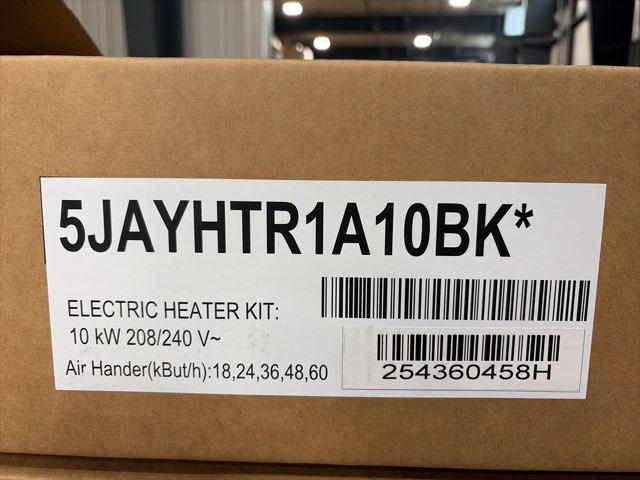 5JAYHTR1A10BK*
ELECTRIC HEATER KIT:
10 kW 208/240 V~
Air Hander(kBut/h):18,24,36,48,60
254360458H